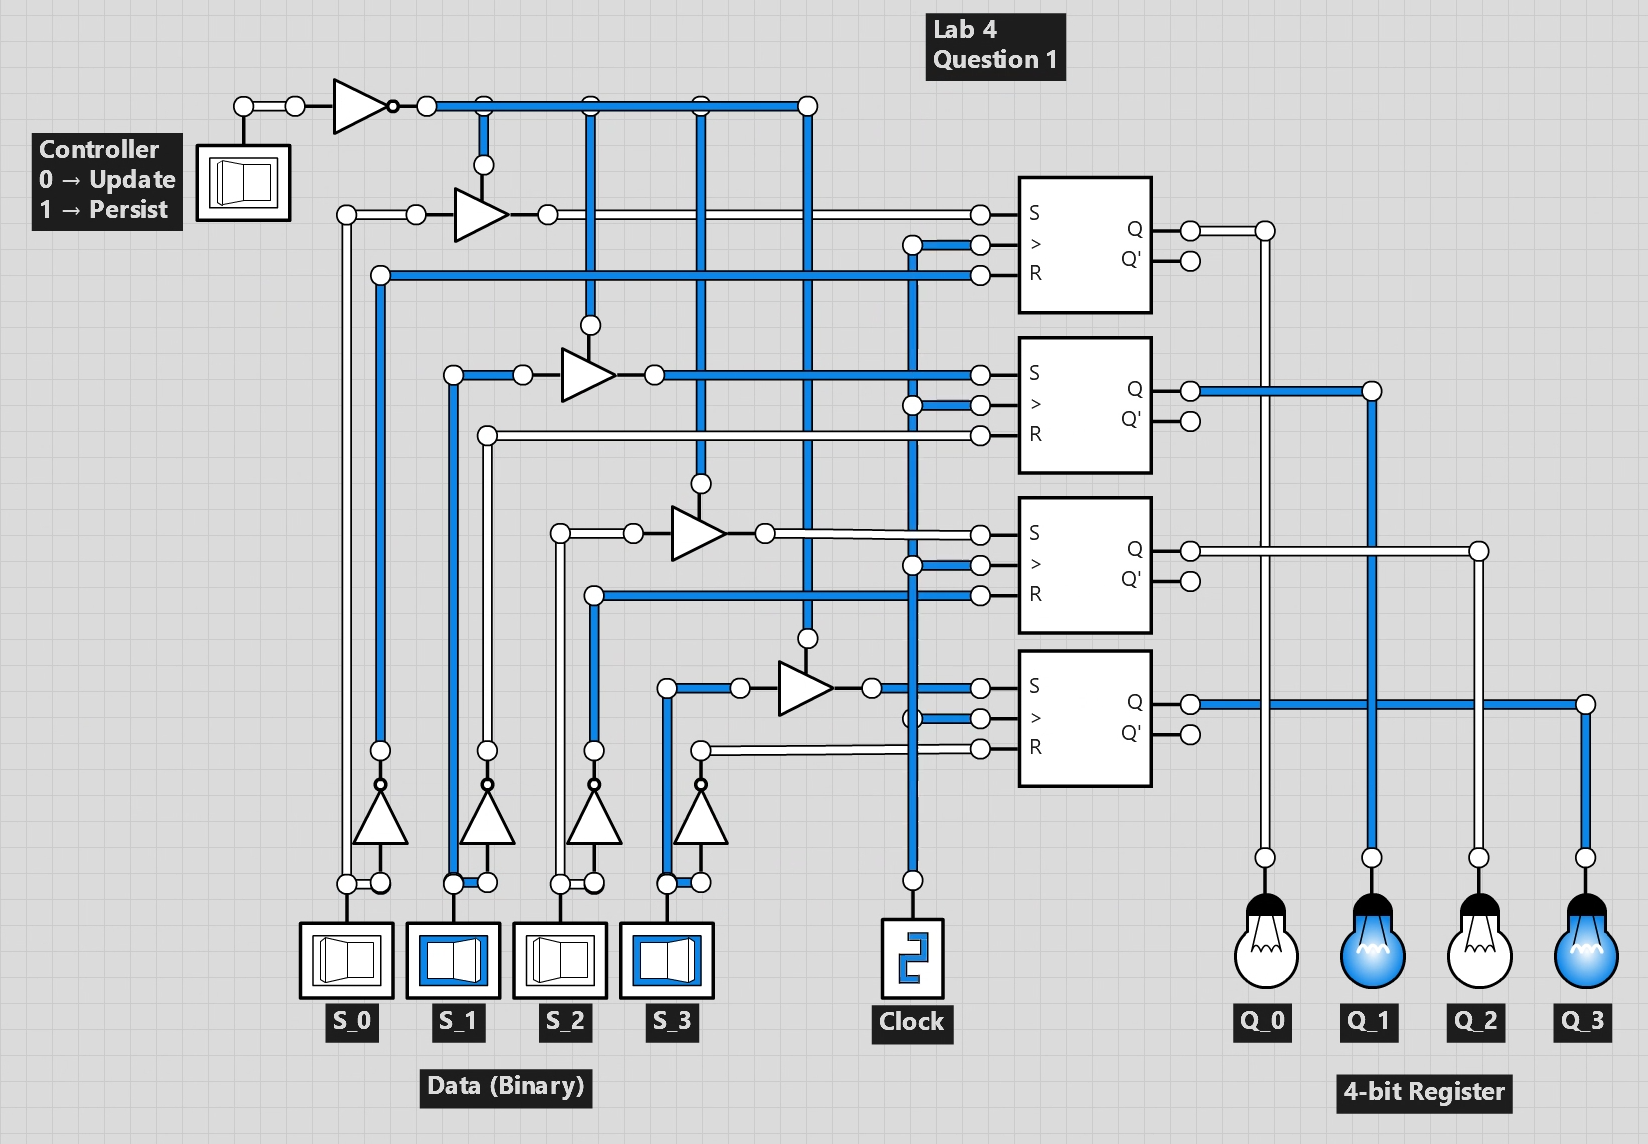 Lab 4
Question 1
Controller
0 → Update
1 → Persist
S
>
R
Q
Q'
S
>
R
Q
Q'
S
>
R
Q
Q'
S
>
R
Q
Q'
S_0
S_1
S_2
S_3
Clock
Q_0
Q_1
Q_2
Q_3
Data (Binary)
4-bit Register